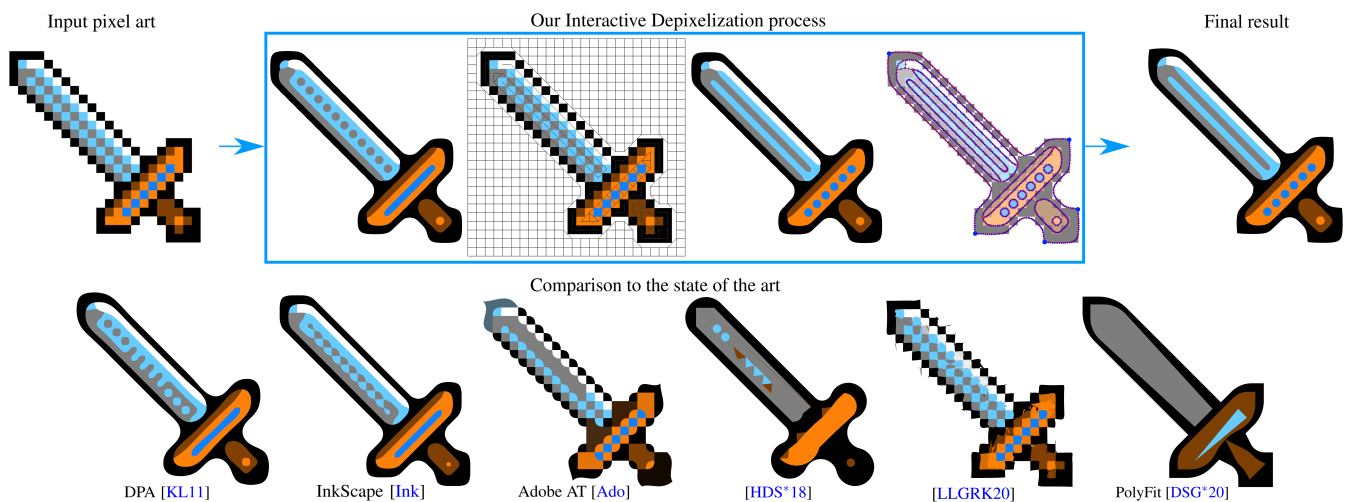 Input pixel art
Our Interactive Depixelization process
Final result
Comparison to the state of the art
DPA [KL11]
InkScape [Ink]
Adobe AT [Ado]
[HDS*18]
[LLGRK20]
PolyFit [DSG*20]